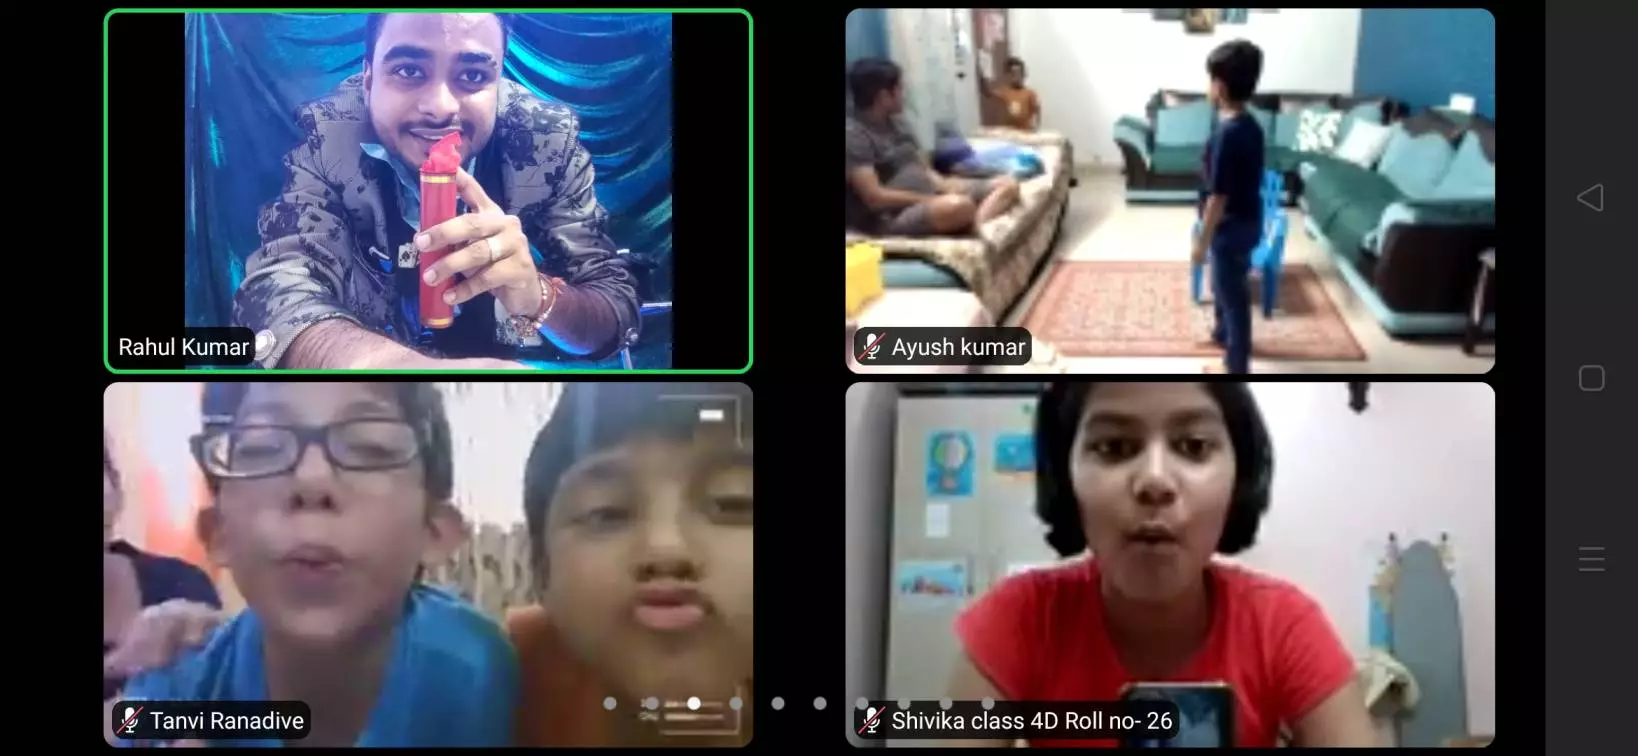 Rahul Kumar
Ayush kumar
Tanvi Ranadive
Shivika class 4D Roll no- 26